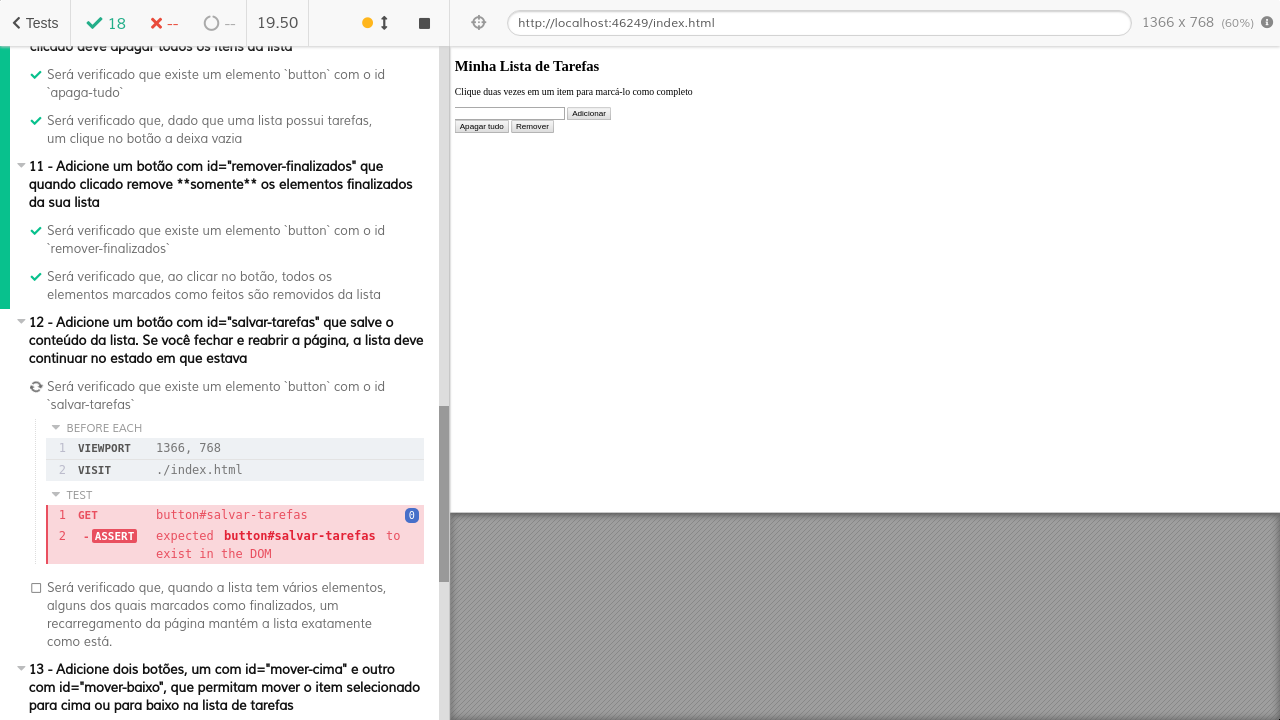 Tests 18 -- -- 19.50
http://localhost:46249/index.html 1366 x 768 (60%)
clicado deve apagar todos os itens da lista
Será verificado que existe um elemento `button` com o id
`apaga-tudo`
Será verificado que, dado que uma lista possui tarefas,
um clique no botão a deixa vazia
11 - Adicione um botão com id="remover-finalizados" que
quando clicado remove **somente** os elementos finalizados
da sua lista
Será verificado que existe um elemento `button` com o id
`remover-finalizados`
Será verificado que, ao clicar no botão, todos os
elementos marcados como feitos são removidos da lista
12 - Adicione um botão com id="salvar-tarefas" que salve o
conteúdo da lista. Se você fechar e reabrir a página, a lista deve
continuar no estado em que estava
Será verificado que existe um elemento `button` com o id
`salvar-tarefas`
BEFORE EACH
1 VIEWPORT 1366, 768
2 VISIT ./index.html
TEST
1 GET button#salvar-tarefas 0
2 -ASSERT expected button#salvar-tarefas to
exist in the DOM
Será verificado que, quando a lista tem vários elementos,
alguns dos quais marcados como finalizados, um
recarregamento da página mantém a lista exatamente
como está.
13 - Adicione dois botões, um com id="mover-cima" e outro
com id="mover-baixo", que permitam mover o item selecionado
para cima ou para baixo na lista de tarefas
Minha Lista de Tarefas
Clique duas vezes em um item para marcá-lo como completo
Adicionar
Apagar tudo Remover